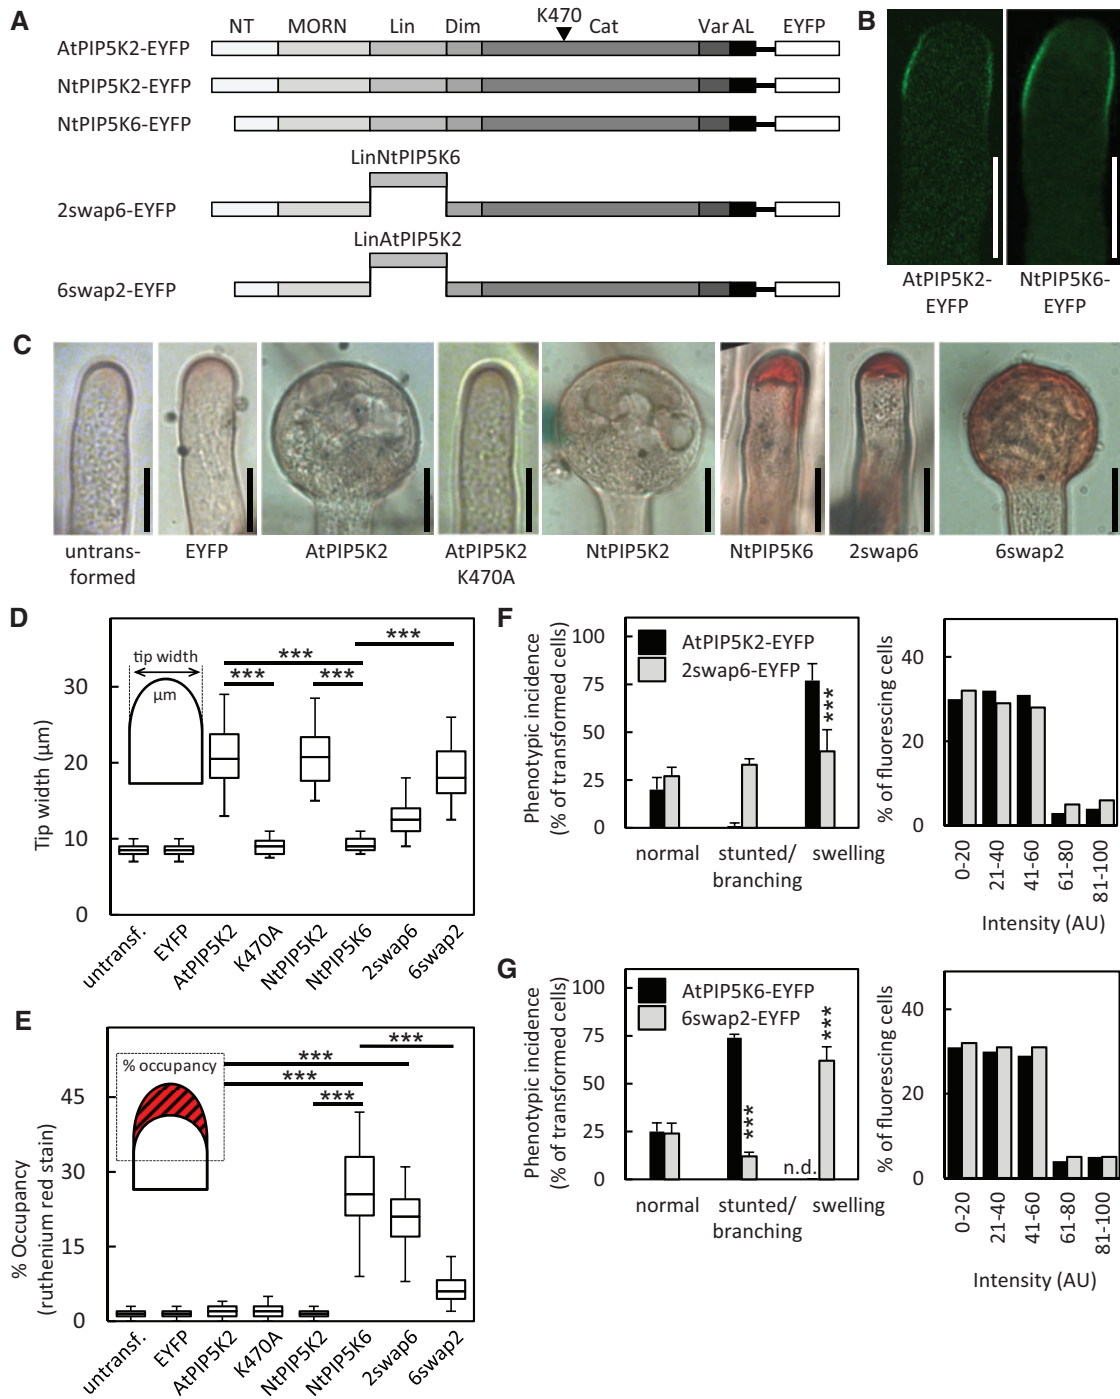 A
NT MORN Lin Dim K470 Cat Var AL EYFP
AtPIP5K2-EYFP
NtPIP5K2-EYFP
NtPIP5K6-EYFP
LinNtPIP5K6
2swap6-EYFP
LinAtPIP5K2
6swap2-EYFP
B
AtPIP5K2-
EYFP
NtPIP5K6-
EYFP
C
untrans-
formed
EYFP
AtPIP5K2
AtPIP5K2
K470A
NtPIP5K2
NtPIP5K6
2swap6
6swap2
D
Tip width (μm)
30
20
10
0
tip width
μm
***
***
***
***
untransf.
EYFP
AtPIP5K2
K470A
NtPIP5K2
NtPIP5K6
2swap6
6swap2
E
% Occupancy
(ruthenium red stain)
45
30
15
0
% occupancy
***
***
***
***
untransf.
EYFP
AtPIP5K2
K470A
NtPIP5K2
NtPIP5K6
2swap6
6swap2
F
Phenotypic incidence
(% of transformed cells)
100
75
50
25
0
AtPIP5K2-EYFP
2swap6-EYFP
***
normal
stunted/
branching
swelling
% of fluorescing cells
40
20
0
0-20
21-40
41-60
61-80
81-100
Intensity (AU)
G
Phenotypic incidence
(% of transformed cells)
100
75
50
25
0
AtPIP5K6-EYFP
6swap2-EYFP
***
n.d.
***
normal
stunted/
branching
swelling
% of fluorescing cells
40
20
0
0-20
21-40
41-60
61-80
81-100
Intensity (AU)